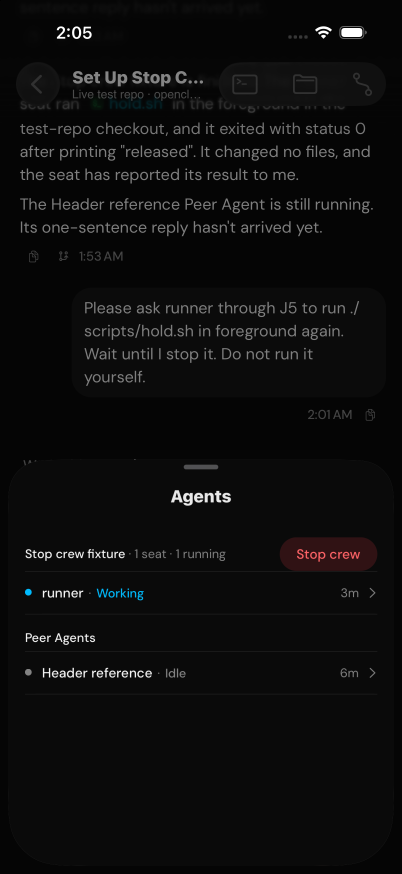 sentence reply hasn't arrived yet.
2:05
Set Up Stop C...
Live test repo · opencl...
seat ran hold.sh in the foreground in the
test-repo checkout, and it exited with status 0
after printing "released". It changed no files, and
the seat has reported its result to me.
The Header reference Peer Agent is still running.
Its one-sentence reply hasn't arrived yet.
1:53 AM
Please ask runner through J5 to run ./
scripts/hold.sh in foreground again.
Wait until I stop it. Do not run it
yourself.
2:01 AM
Agents
Stop crew fixture · 1 seat · 1 running
Stop crew
runner · Working
3m
Peer Agents
Header reference · Idle
6m